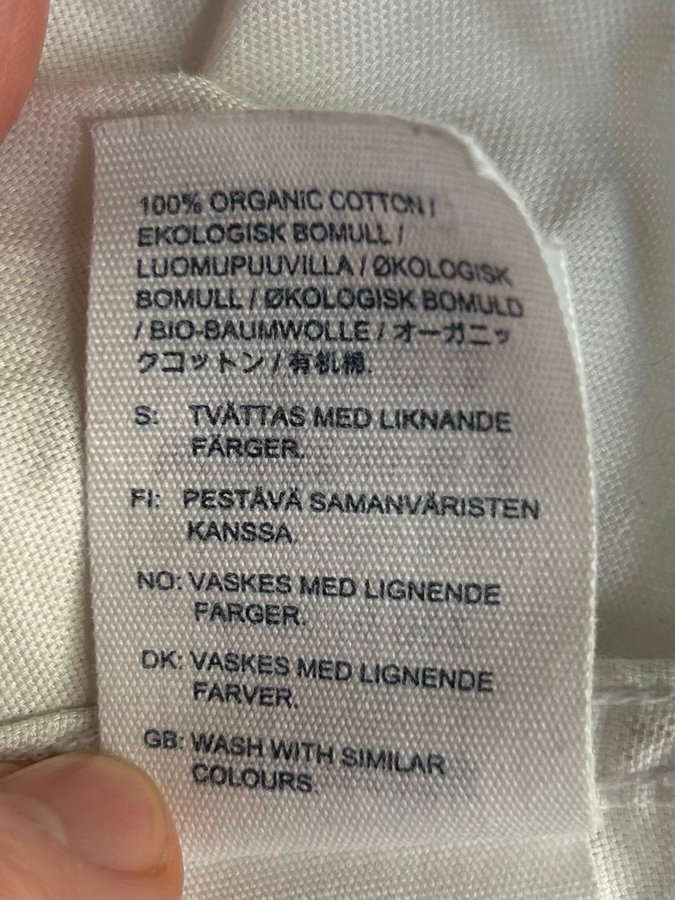 100% ORGANIC COTTON /
EKOLOGISK BOMULL /
LUOMUPUUVILLA / ØKOLOGISK
BOMULL / ØKOLOGISK BOMULD
/ BIO-BAUMWOLLE / オーガニッ
クコットン / 有机棉.
S: TVÄTTAS MED LIKNANDE
FÄRGER.
FI: PESTÄVÄ SAMANVÄRISTEN
KANSSA.
NO: VASKES MED LIGNENDE
FARGER.
DK: VASKES MED LIGNENDE
FARVER.
GB: WASH WITH SIMILAR
COLOURS.